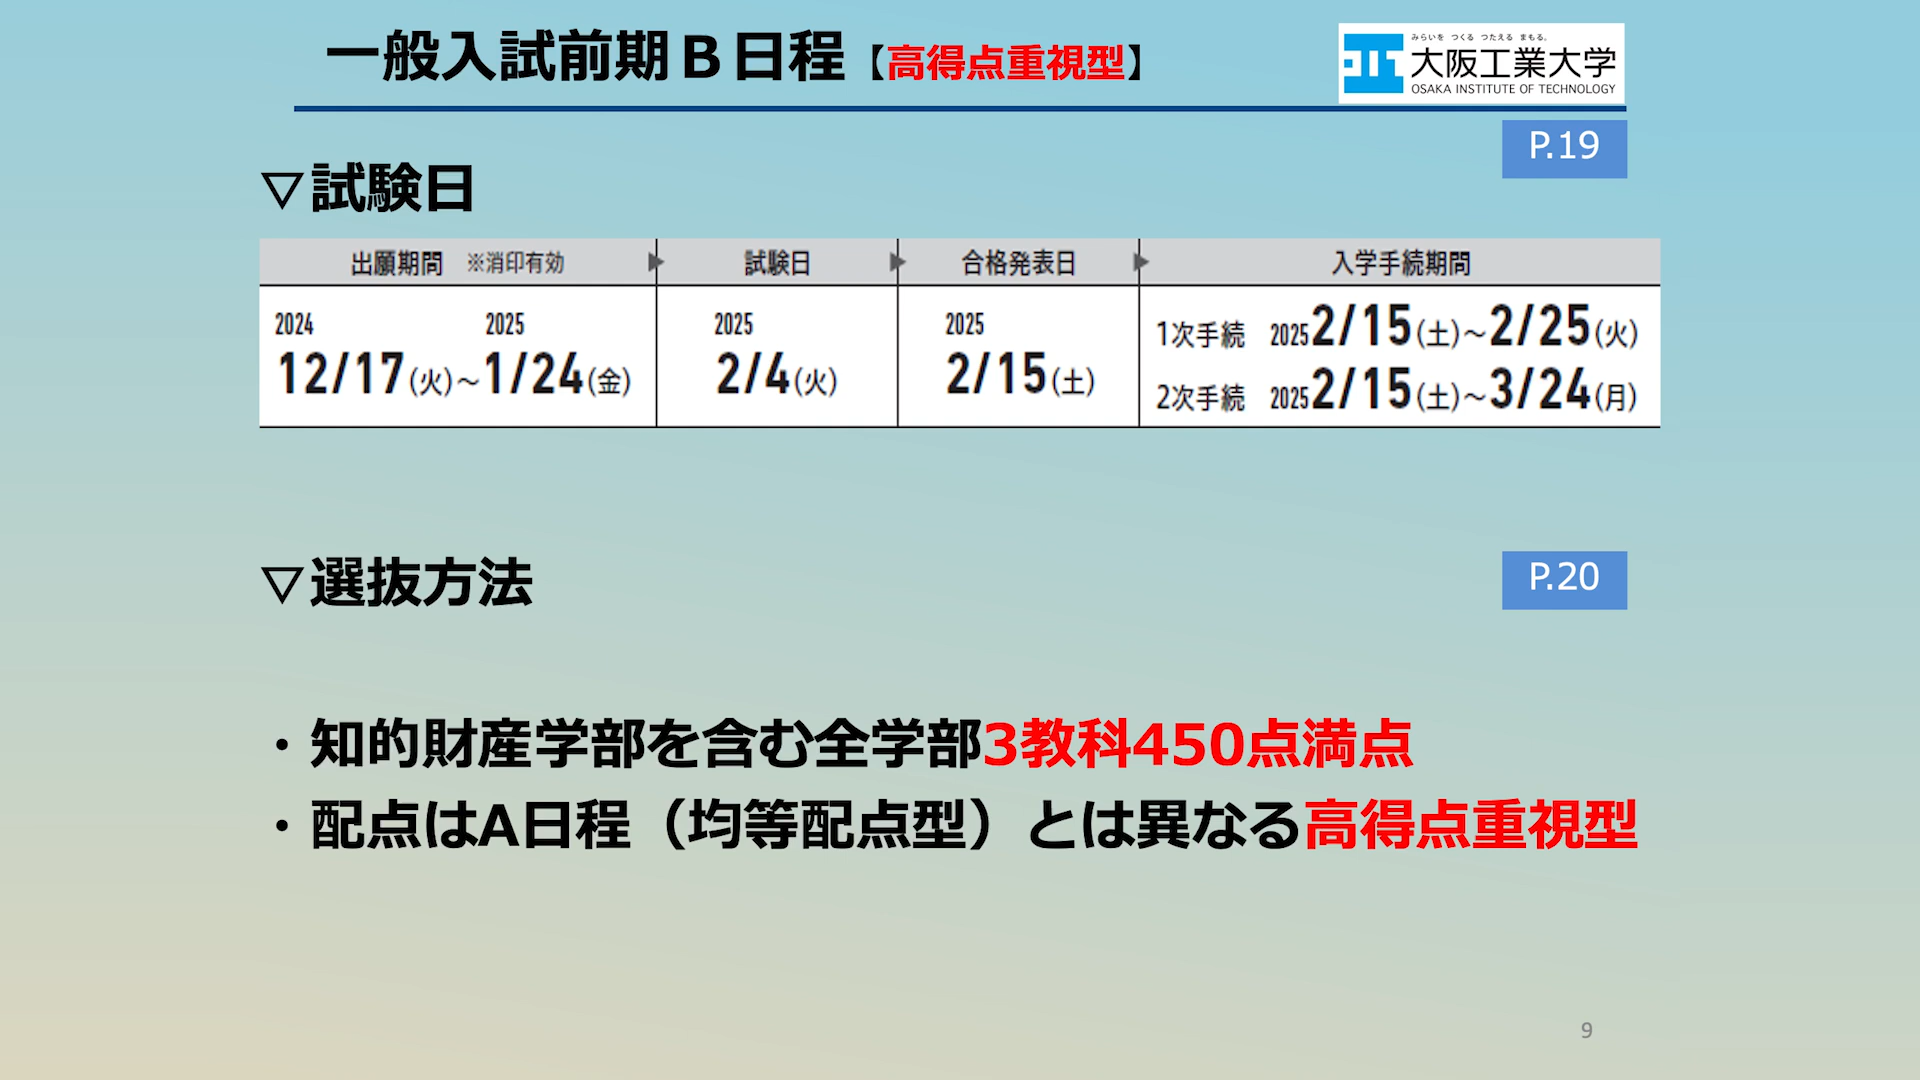 一般入試前期B日程【高得点重視型】
みらいを つくる つたえる まもる。
大阪工業大学
OSAKA INSTITUTE OF TECHNOLOGY
P.19
▽試験日
出願期間 ※消印有効 ▶ 試験日 ▶ 合格発表日 ▶ 入学手続期間
2024 12/17(火)～2025 1/24(金)
2025 2/4(火)
2025 2/15(土)
1次手続 2025 2/15(土)～2/25(火)
2次手続 2025 2/15(土)～3/24(月)
▽選抜方法
P.20
・知的財産学部を含む全学部3教科450点満点
・配点はA日程（均等配点型）とは異なる高得点重視型
9